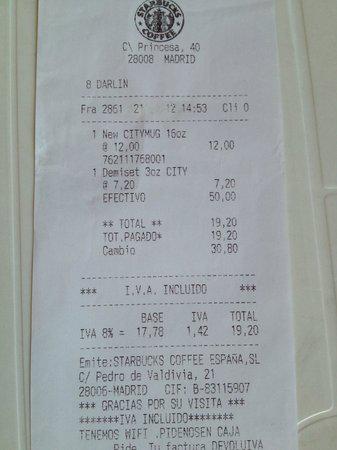 STARBUCKS
COFFEE
C\ Princesa, 40
28008 MADRID
8 DARLIN
Fra 2861 21 12 14:53 Cli 0
1 New CITYMUG 16oz
@ 12,00 12,00
762111768001
1 Demiset 3oz CITY
@ 7,20 7,20
EFECTIVO 50,00
** TOTAL ** 19,20
TOT.PAGADO* 19,20
Cambio 30,80
*** I.V.A. INCLUIDO ***
BASE IVA TOTAL
IVA 8% = 17,78 1,42 19,20
Emite:STARBUCKS COFFEE ESPAÑA,SL
C/ Pedro de Valdivia, 21
28006-MADRID CIF: B-83115907
*** GRACIAS POR SU VISITA ***
*******IVA INCLUIDO********
TENEMOS WIFI .PIDENOSEN CAJA
Pide Tu factura DEVOLUIVA